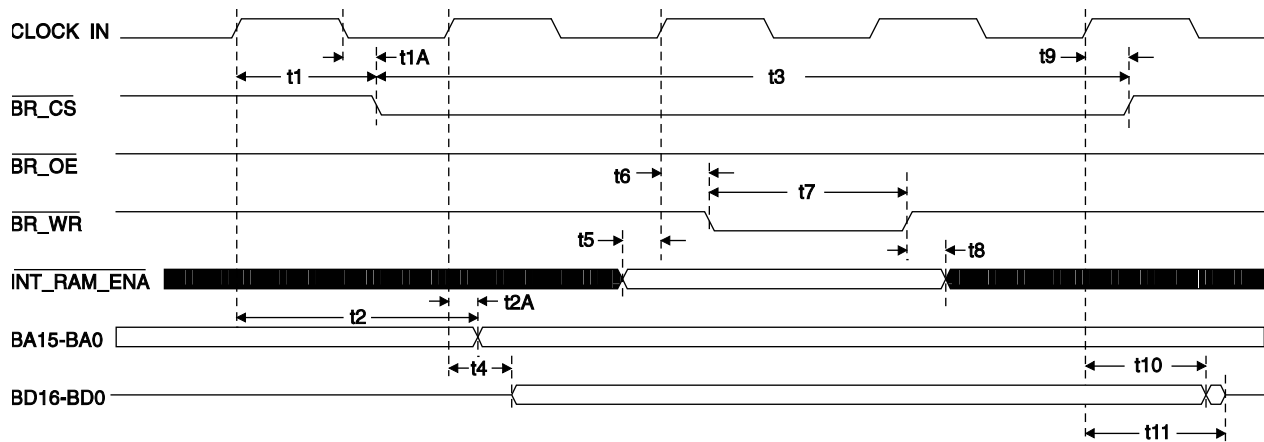 CLOCK IN
t1A
t9
t1
t3
BR_CS
BR_OE
t6
t7
BR_WR
t5
t8
INT_RAM_ENA
t2A
t2
BA15-BA0
t4
t10
BD16-BD0
t11